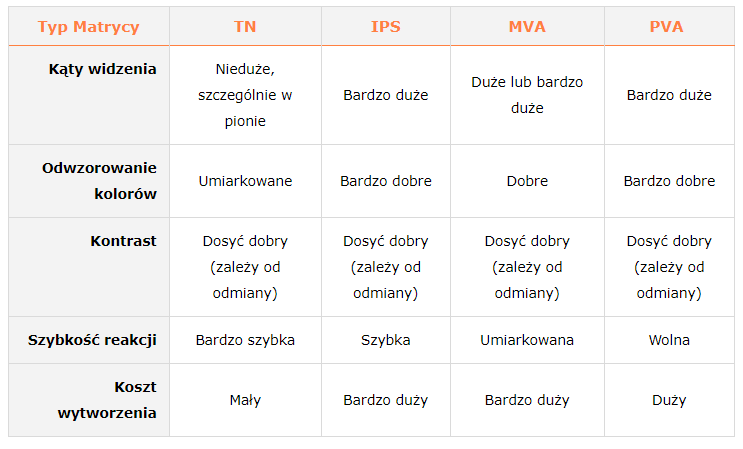 Typ Matrycy TN IPS MVA PVA
Kąty widzenia
Nieduże,
szczególnie w
pionie
Bardzo duże
Duże lub bardzo
duże
Bardzo duże
Odwzorowanie
kolorów
Umiarkowane
Bardzo dobre
Dobre
Bardzo dobre
Kontrast
Dosyć dobry
(zależy od
odmiany)
Dosyć dobry
(zależy od
odmiany)
Dosyć dobry
(zależy od
odmiany)
Dosyć dobry
(zależy od
odmiany)
Szybkość reakcji
Bardzo szybka
Szybka
Umiarkowana
Wolna
Koszt
wytworzenia
Mały
Bardzo duży
Bardzo duży
Duży